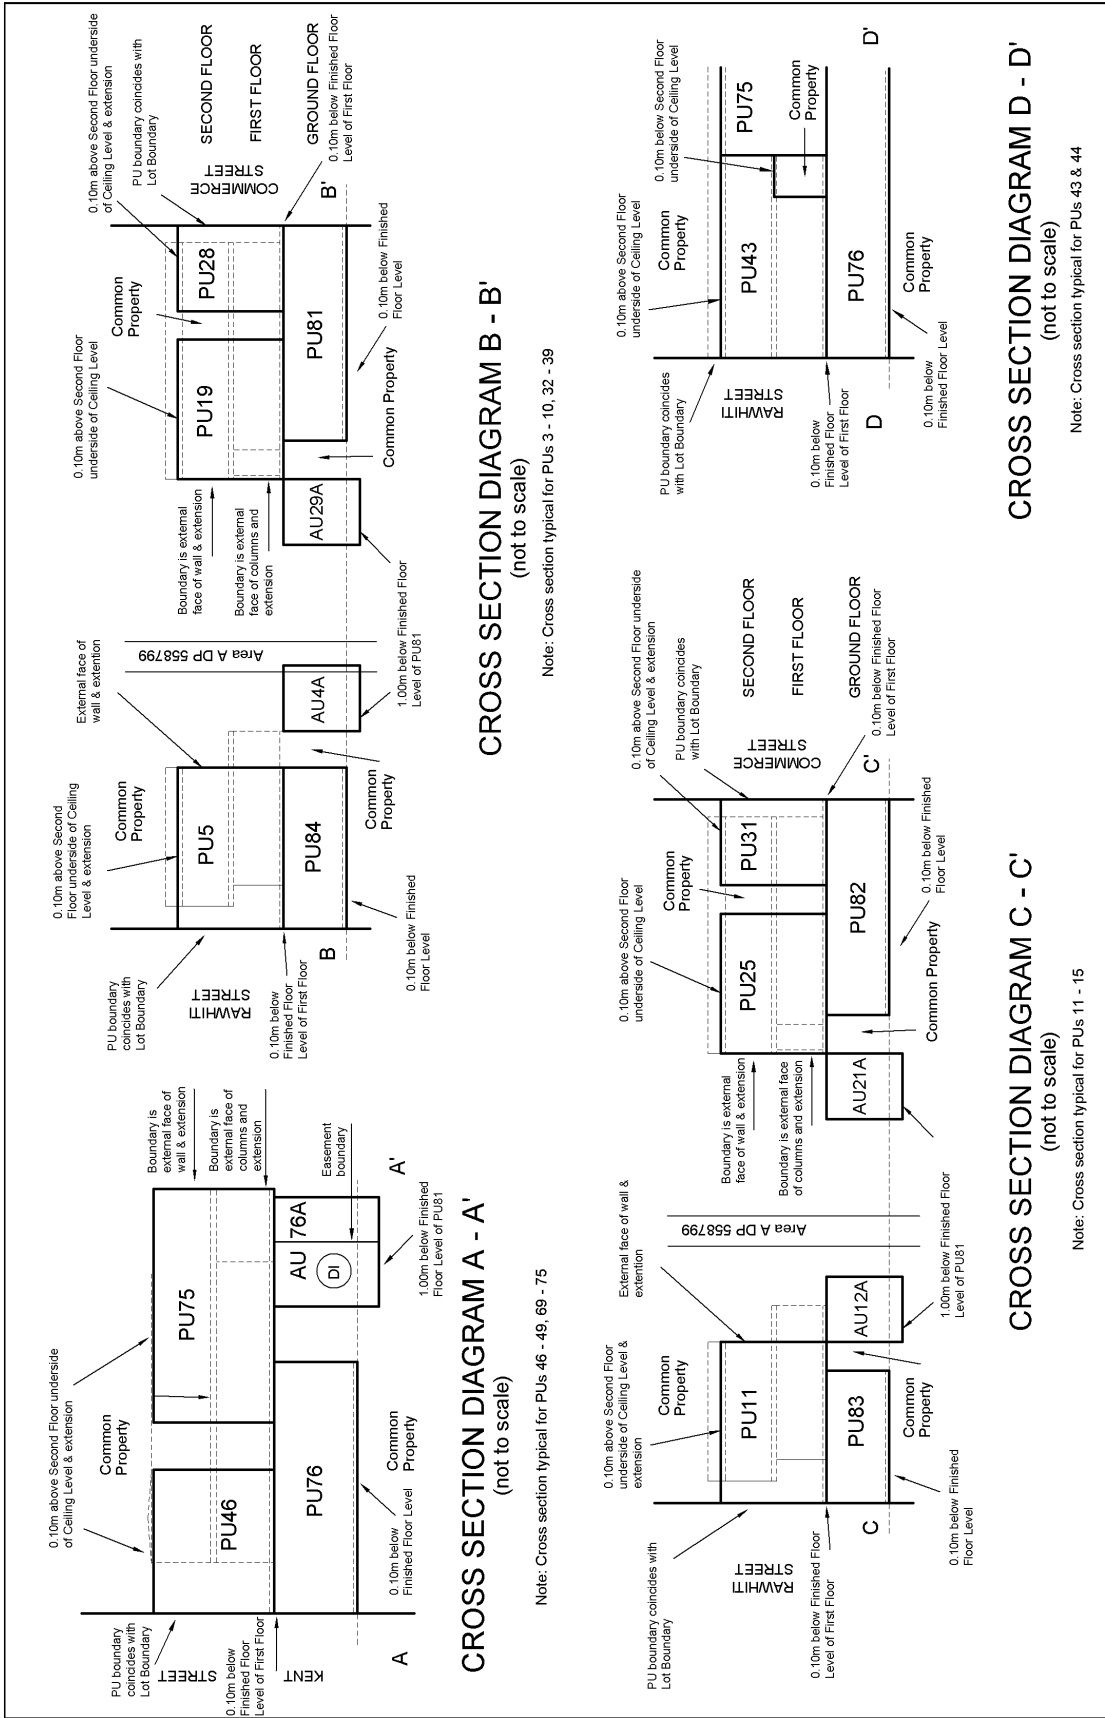 0.10m above Second Floor underside
of Ceiling Level & extension
Common
Property
PU boundary
coincides with
Lot Boundary
STREET
KENT
0.10m below
Finished Floor
Level of First Floor
PU46
PU75
PU76
AU
76A
DI
Boundary is
external face of
wall & extension
Boundary is
external face of
columns and
extension
Easement
boundary
1.00m below Finished
Floor Level of PU81
0.10m below
Finished Floor Level
Common
Property
A
A'
CROSS SECTION DIAGRAM A - A'
(not to scale)
Note: Cross section typical for PUs 46 - 49, 69 - 75
0.10m above Second
Floor underside of Ceiling
Level & extension
Common
Property
External face of
wall & extention
PU boundary
coincides with
Lot Boundary
RAWHITI
STREET
0.10m below
Finished Floor
Level of First Floor
PU5
PU84
AU4A
Area A DP 558799
0.10m below Finished
Floor Level
Common
Property
1.00m below Finished Floor
Level of PU81
Boundary is external
face of wall & extension
Boundary is external
face of columns and
extension
0.10m above Second Floor
underside of Ceiling Level
Common
Property
0.10m above Second Floor underside
of Ceiling Level & extension
PU boundary coincides with
Lot Boundary
COMMERCE
STREET
SECOND FLOOR
FIRST FLOOR
GROUND FLOOR
0.10m below Finished Floor
Level of First Floor
PU19
PU28
PU81
AU29A
Common Property
0.10m below Finished
Floor Level
B
B'
CROSS SECTION DIAGRAM B - B'
(not to scale)
Note: Cross section typical for PUs 3 - 10, 32 - 39
0.10m above Second Floor
underside of Ceiling Level &
extension
Common
Property
External face of wall &
extention
PU boundary coincides with
Lot Boundary
RAWHITI
STREET
0.10m below Finished Floor
Level of First Floor
PU11
PU83
AU12A
Area A DP 558799
0.10m below Finished
Floor Level
Common
Property
1.00m below Finished Floor
Level of PU81
Boundary is external
face of wall & extension
Boundary is external face
of columns and extension
0.10m above Second Floor
underside of Ceiling Level
Common
Property
0.10m above Second Floor underside
of Ceiling Level & extension
PU boundary coincides
with Lot Boundary
COMMERCE
STREET
SECOND FLOOR
FIRST FLOOR
GROUND FLOOR
0.10m below Finished Floor
Level of First Floor
PU25
PU31
PU82
AU21A
Common Property
0.10m below Finished
Floor Level
C
C'
CROSS SECTION DIAGRAM C - C'
(not to scale)
Note: Cross section typical for PUs 11 - 15
0.10m above Second Floor
underside of Ceiling Level
Common
Property
0.10m below Second Floor
underside of Ceiling Level
PU boundary coincides
with Lot Boundary
RAWHITI
STREET
PU43
PU75
Common
Property
PU76
0.10m below
Finished Floor
Level of First Floor
0.10m below
Finished Floor Level
Common
Property
D
D'
CROSS SECTION DIAGRAM D - D'
(not to scale)
Note: Cross section typical for PUs 43 & 44